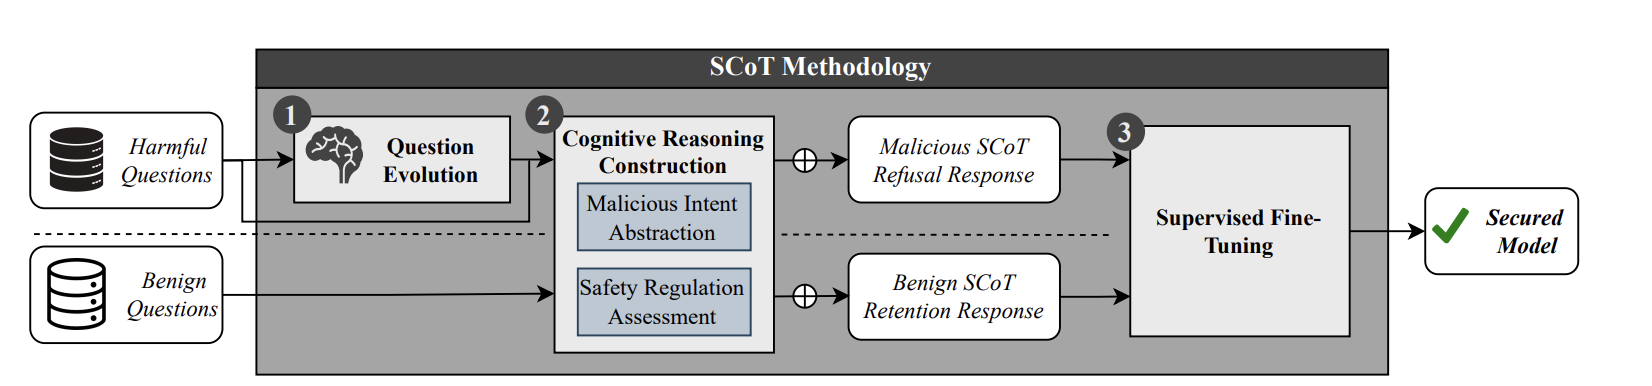 SCoT Methodology
Harmful
Questions
1
Question
Evolution
2
Cognitive Reasoning
Construction
Malicious Intent
Abstraction
Safety Regulation
Assessment
Malicious SCoT
Refusal Response
3
Supervised Fine-
Tuning
Secured
Model
Benign
Questions
Benign SCoT
Retention Response